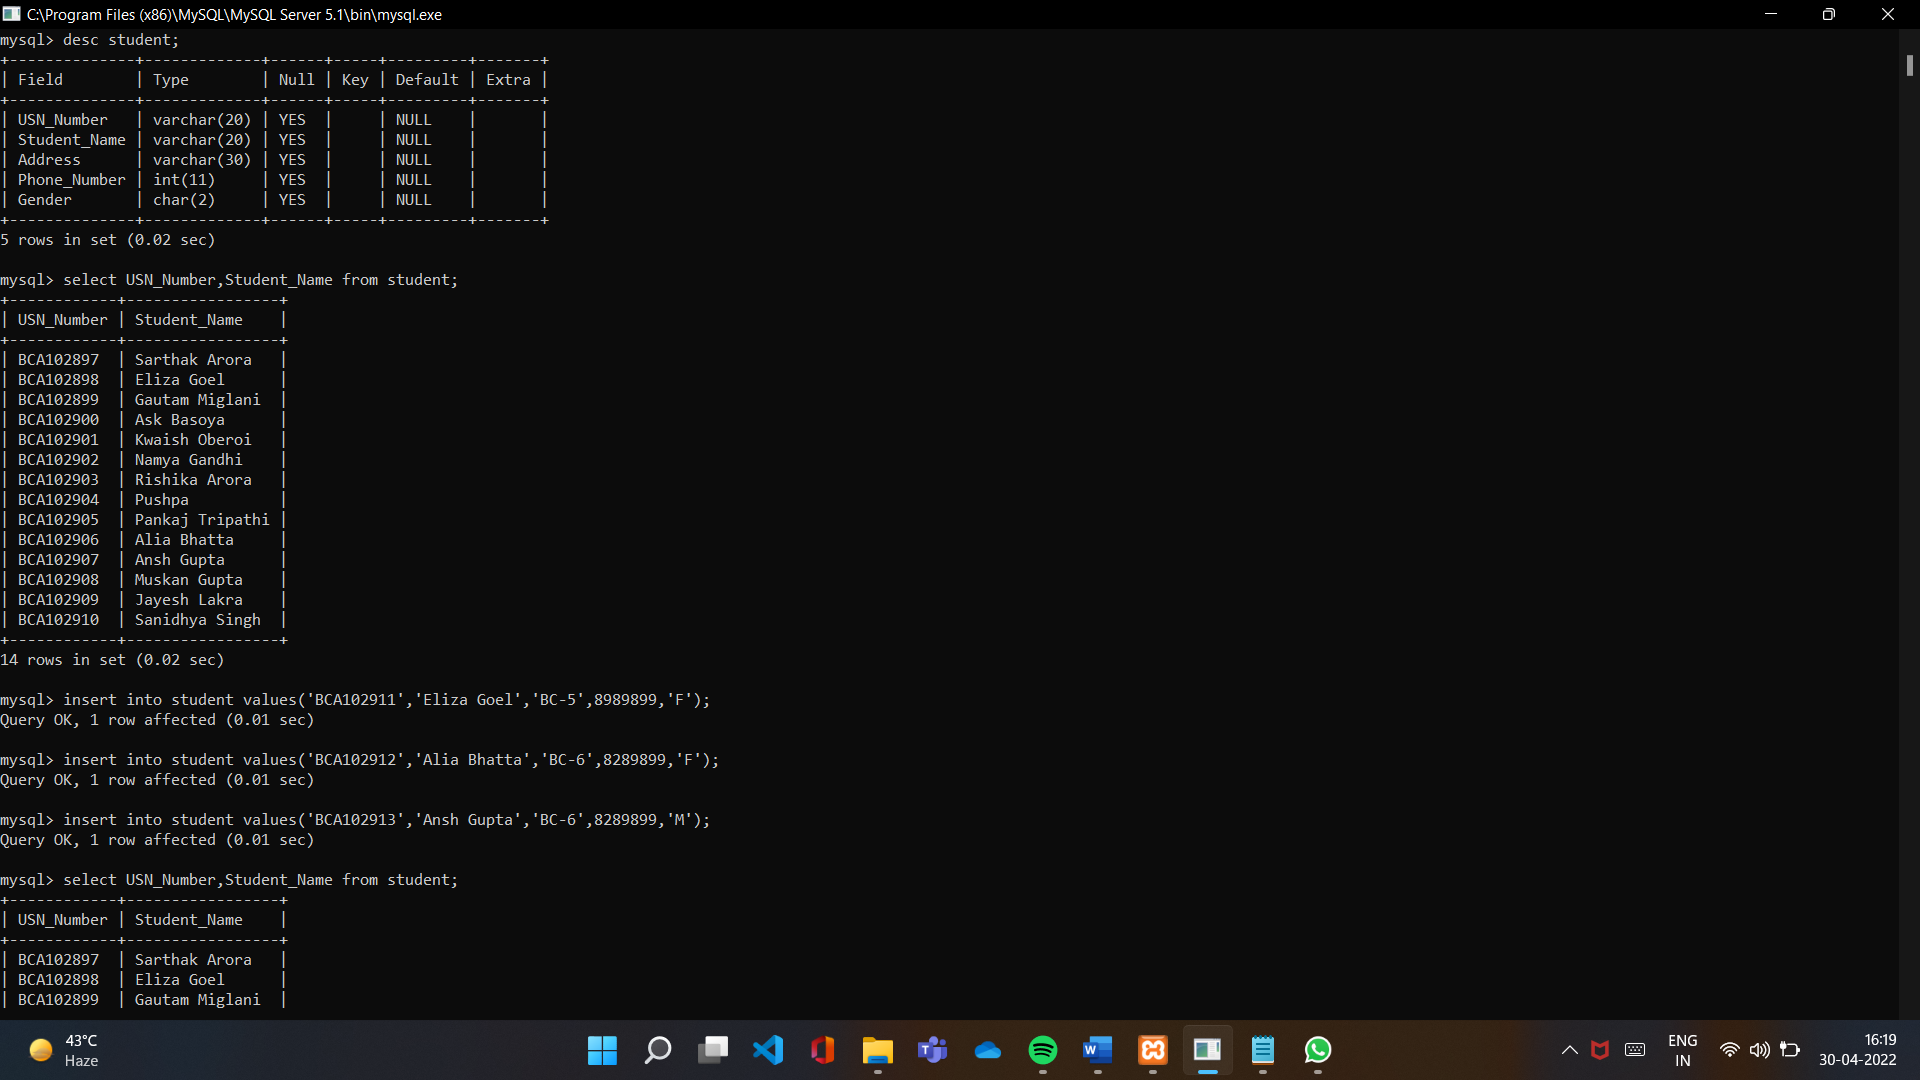 C:\Program Files (x86)\MySQL\MySQL Server 5.1\bin\mysql.exe
mysql> desc student;
+--------------+-------------+------+-----+---------+-------+
| Field        | Type        | Null | Key | Default | Extra |
+--------------+-------------+------+-----+---------+-------+
| USN_Number   | varchar(20) | YES  |     | NULL    |       |
| Student_Name | varchar(20) | YES  |     | NULL    |       |
| Address      | varchar(30) | YES  |     | NULL    |       |
| Phone_Number | int(11)     | YES  |     | NULL    |       |
| Gender       | char(2)     | YES  |     | NULL    |       |
+--------------+-------------+------+-----+---------+-------+
5 rows in set (0.02 sec)

mysql> select USN_Number,Student_Name from student;
+------------+-----------------+
| USN_Number | Student_Name    |
+------------+-----------------+
| BCA102897  | Sarthak Arora   |
| BCA102898  | Eliza Goel      |
| BCA102899  | Gautam Miglani  |
| BCA102900  | Ask Basoya      |
| BCA102901  | Kwaish Oberoi   |
| BCA102902  | Namya Gandhi    |
| BCA102903  | Rishika Arora   |
| BCA102904  | Pushpa          |
| BCA102905  | Pankaj Tripathi |
| BCA102906  | Alia Bhatta     |
| BCA102907  | Ansh Gupta      |
| BCA102908  | Muskan Gupta    |
| BCA102909  | Jayesh Lakra    |
| BCA102910  | Sanidhya Singh  |
+------------+-----------------+
14 rows in set (0.02 sec)

mysql> insert into student values('BCA102911','Eliza Goel','BC-5',8989899,'F');
Query OK, 1 row affected (0.01 sec)

mysql> insert into student values('BCA102912','Alia Bhatta','BC-6',8289899,'F');
Query OK, 1 row affected (0.01 sec)

mysql> insert into student values('BCA102913','Ansh Gupta','BC-6',8289899,'M');
Query OK, 1 row affected (0.01 sec)

mysql> select USN_Number,Student_Name from student;
+------------+-----------------+
| USN_Number | Student_Name    |
+------------+-----------------+
| BCA102897  | Sarthak Arora   |
| BCA102898  | Eliza Goel      |
| BCA102899  | Gautam Miglani  |
43°C
Haze
ENG
IN
16:19
30-04-2022